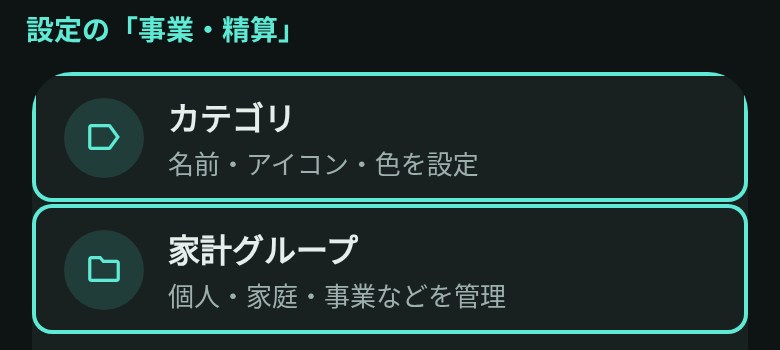 設定の「事業・精算」
カテゴリ
名前・アイコン・色を設定
家計グループ
個人・家庭・事業などを管理